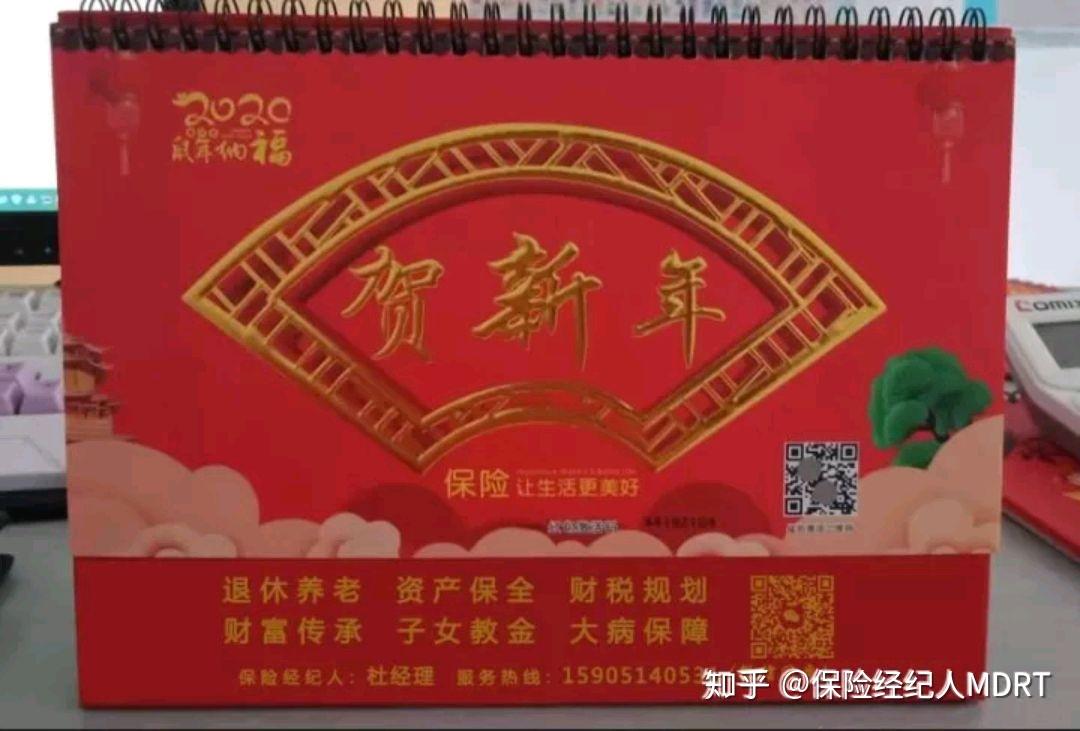 2020
鼠年纳福
贺新年
保险 让生活更美好
退休养老 资产保全 财税规划
财富传承 子女教金 大病保障
保险经纪人：杜经理 服务热线：1590514053
知乎 @保险经纪人MDRT